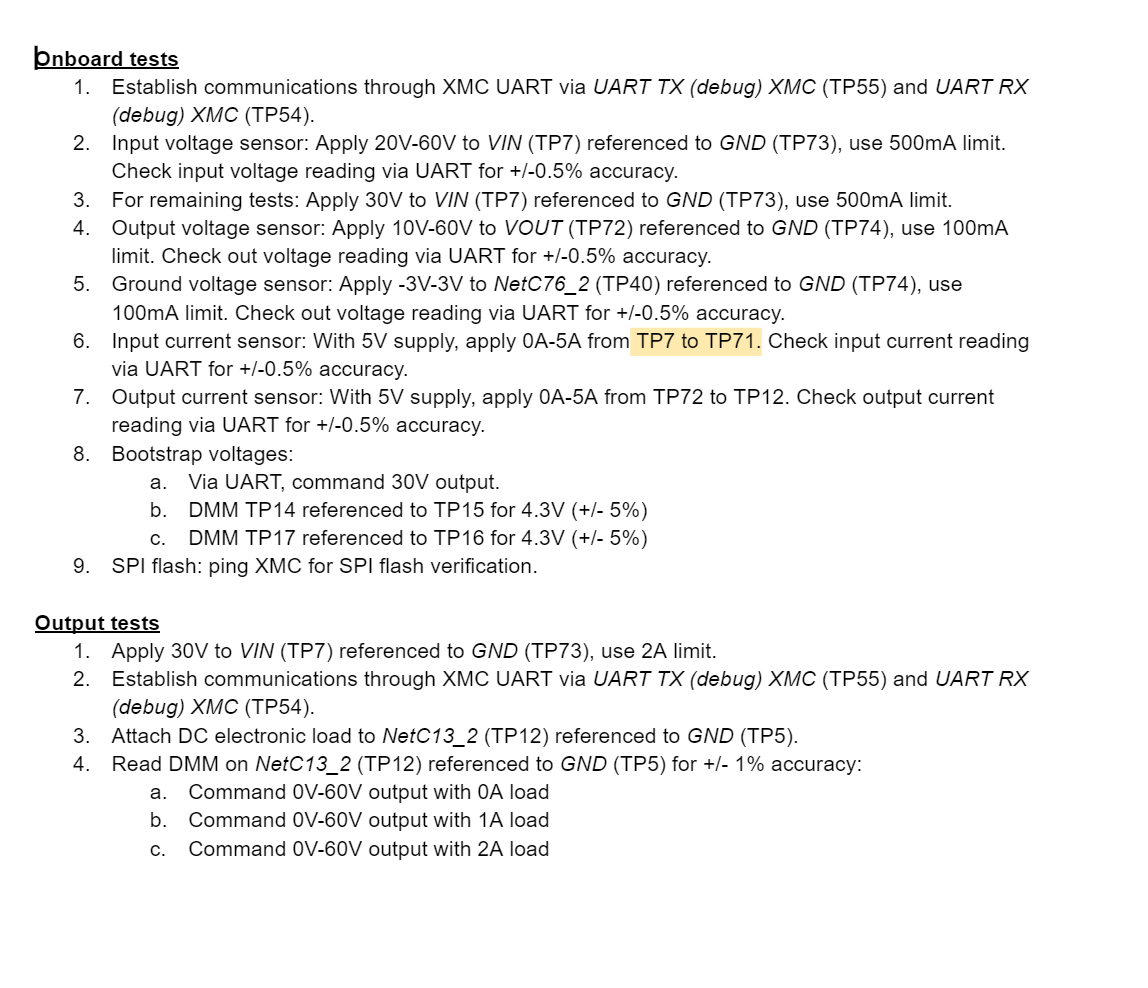 Onboard tests
1. Establish communications through XMC UART via UART TX (debug) XMC (TP55) and UART RX
(debug) XMC (TP54).
2. Input voltage sensor: Apply 20V-60V to VIN (TP7) referenced to GND (TP73), use 500mA limit.
Check input voltage reading via UART for +/-0.5% accuracy.
3. For remaining tests: Apply 30V to VIN (TP7) referenced to GND (TP73), use 500mA limit.
4. Output voltage sensor: Apply 10V-60V to VOUT (TP72) referenced to GND (TP74), use 100mA
limit. Check out voltage reading via UART for +/-0.5% accuracy.
5. Ground voltage sensor: Apply -3V-3V to NetC76_2 (TP40) referenced to GND (TP74), use
100mA limit. Check out voltage reading via UART for +/-0.5% accuracy.
6. Input current sensor: With 5V supply, apply 0A-5A from TP7 to TP71. Check input current reading
via UART for +/-0.5% accuracy.
7. Output current sensor: With 5V supply, apply 0A-5A from TP72 to TP12. Check output current
reading via UART for +/-0.5% accuracy.
8. Bootstrap voltages:
a. Via UART, command 30V output.
b. DMM TP14 referenced to TP15 for 4.3V (+/- 5%)
c. DMM TP17 referenced to TP16 for 4.3V (+/- 5%)
9. SPI flash: ping XMC for SPI flash verification.
Output tests
1. Apply 30V to VIN (TP7) referenced to GND (TP73), use 2A limit.
2. Establish communications through XMC UART via UART TX (debug) XMC (TP55) and UART RX
(debug) XMC (TP54).
3. Attach DC electronic load to NetC13_2 (TP12) referenced to GND (TP5).
4. Read DMM on NetC13_2 (TP12) referenced to GND (TP5) for +/- 1% accuracy:
a. Command 0V-60V output with 0A load
b. Command 0V-60V output with 1A load
c. Command 0V-60V output with 2A load